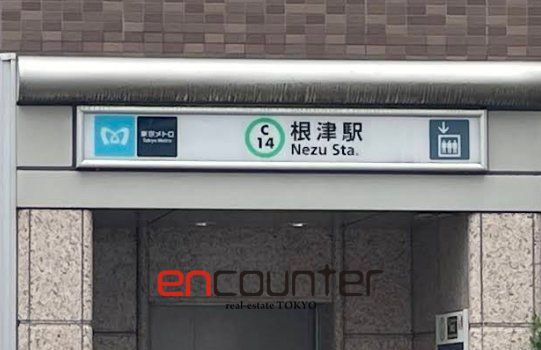 東京メトロ
Tokyo Metro
C
14
根津駅
Nezu Sta.
encounter
real-estate TOKYO